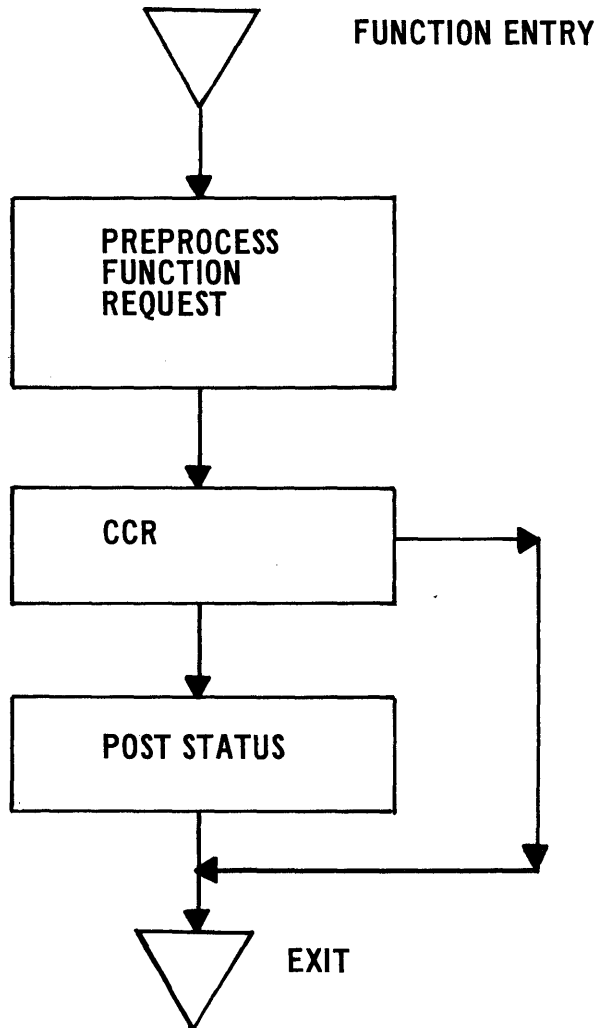 FUNCTION ENTRY
PREPROCESS
FUNCTION
REQUEST
CCR
POST STATUS
EXIT